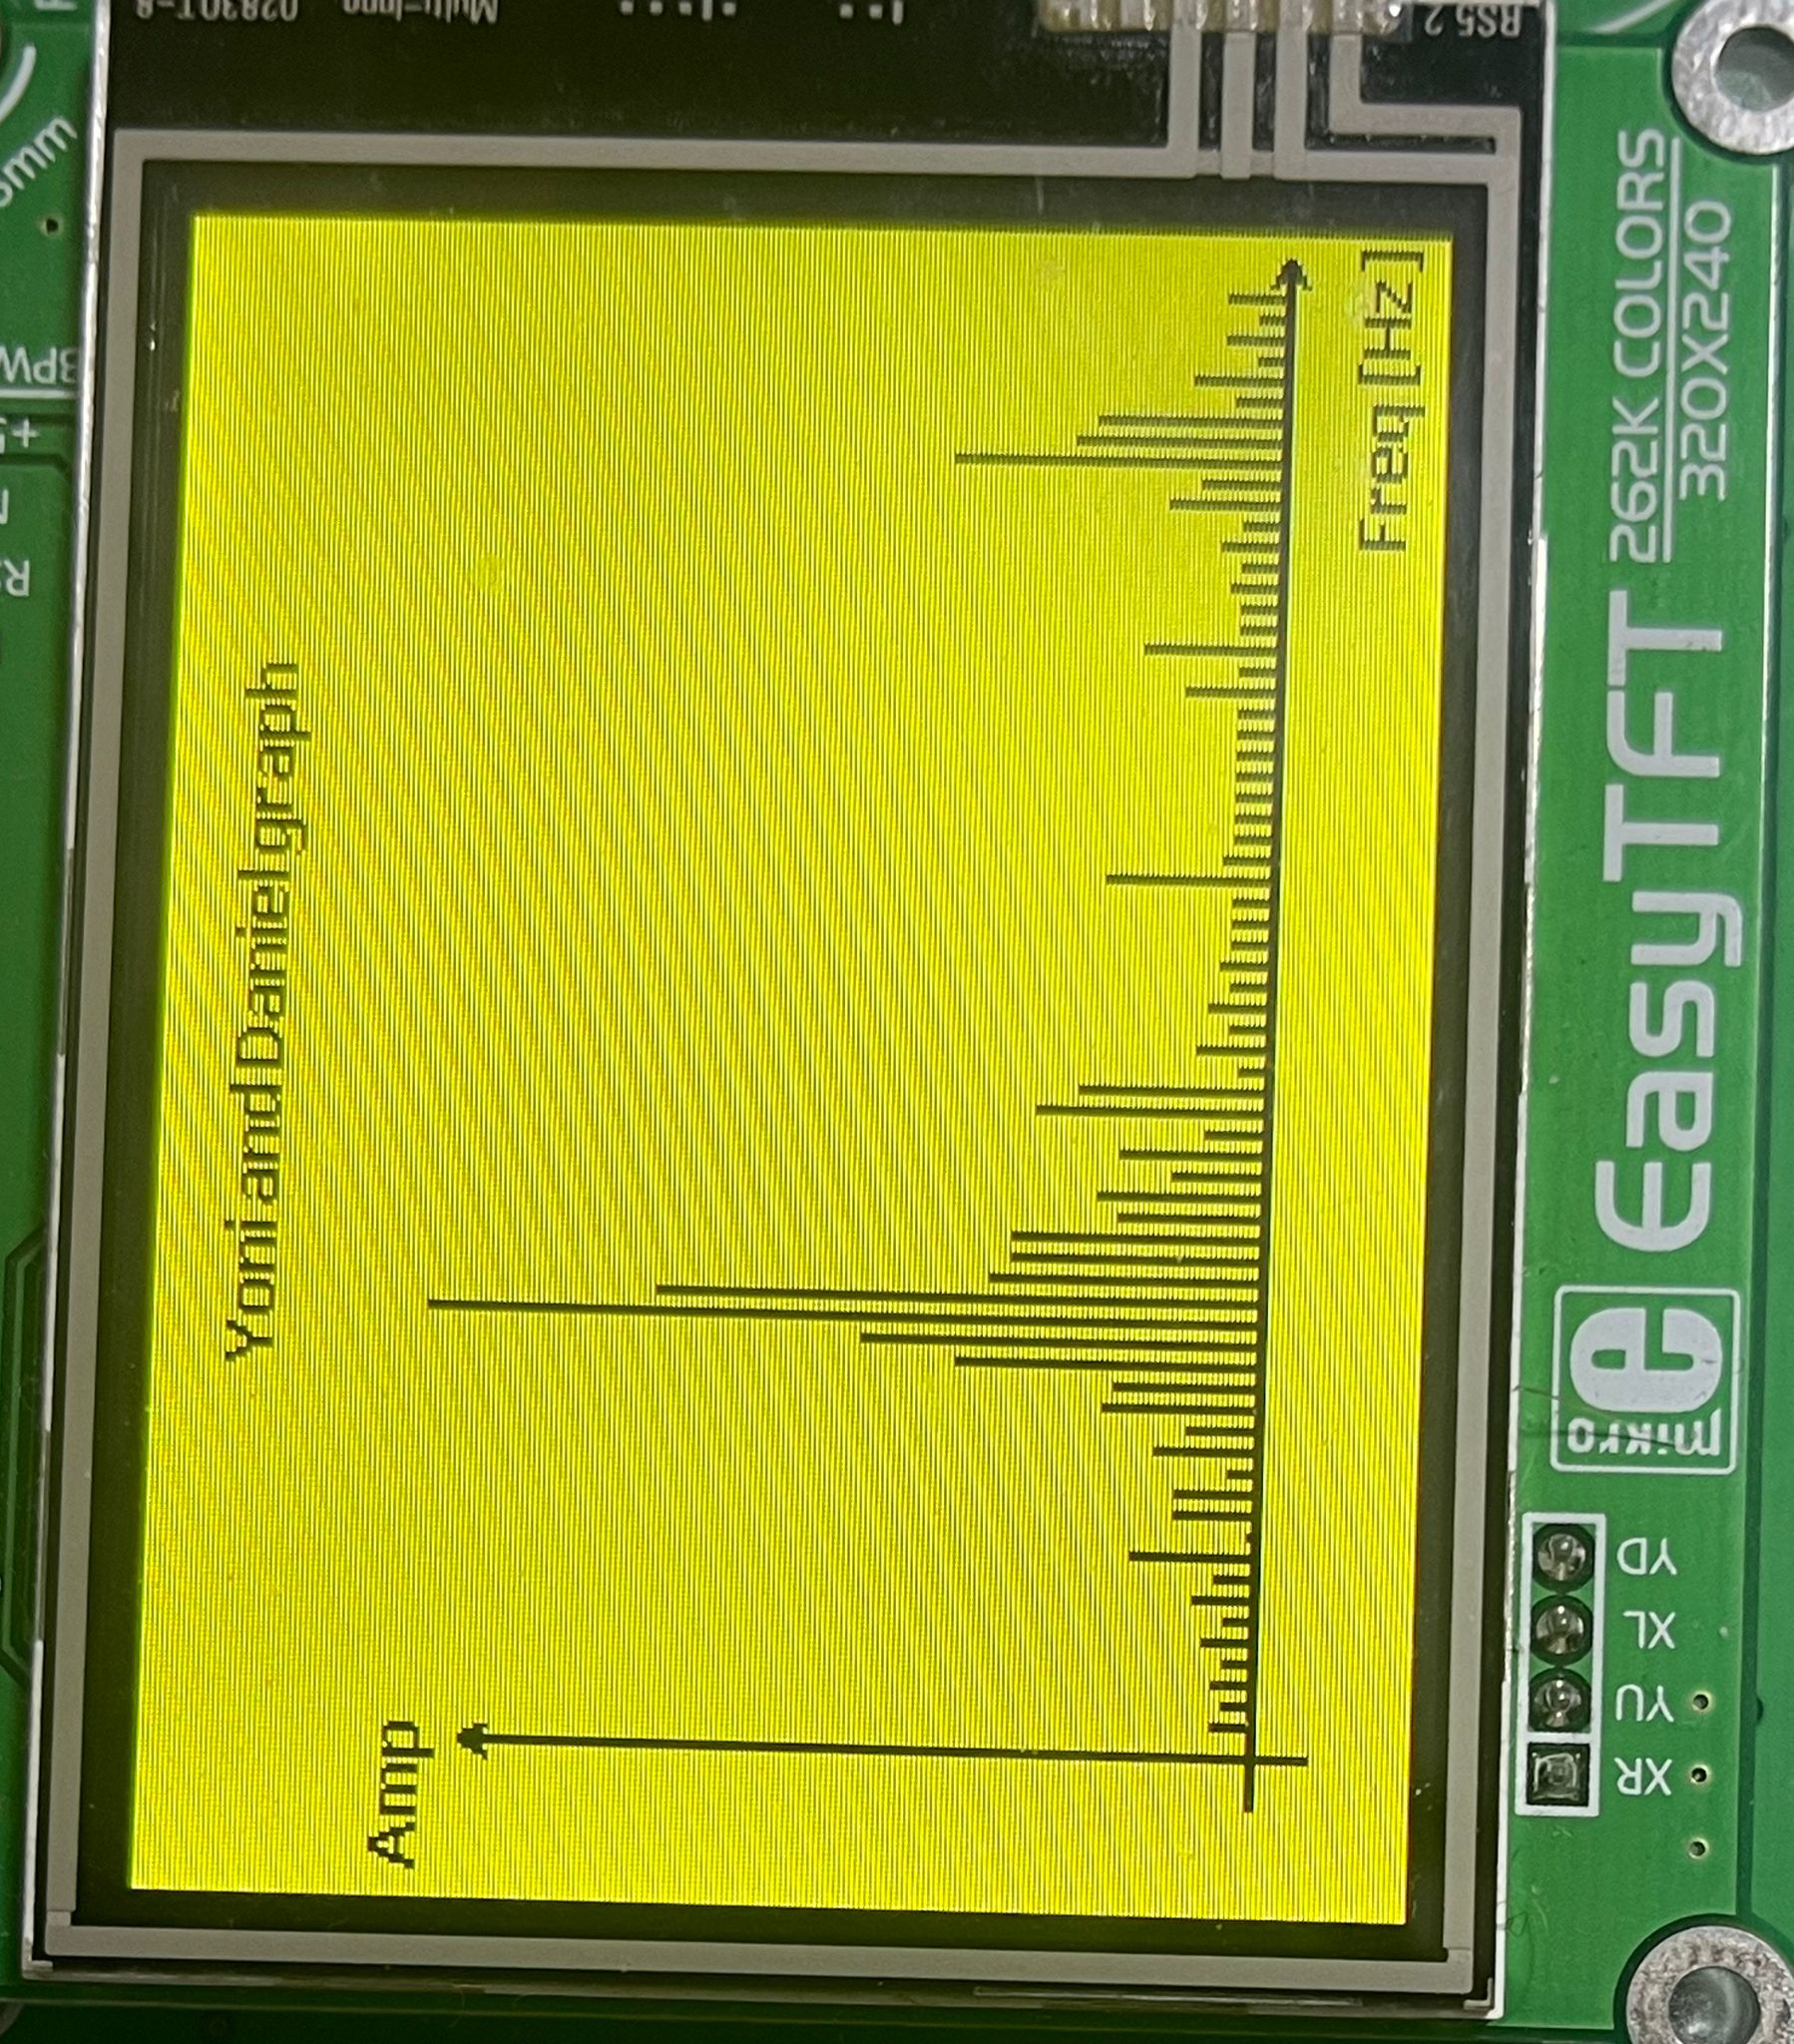 Yoni and Daniel graph
Amp
Freq [Hz]
XR
YU
XL
YD
mikro
e
EasyTFT
262K COLORS
320X240